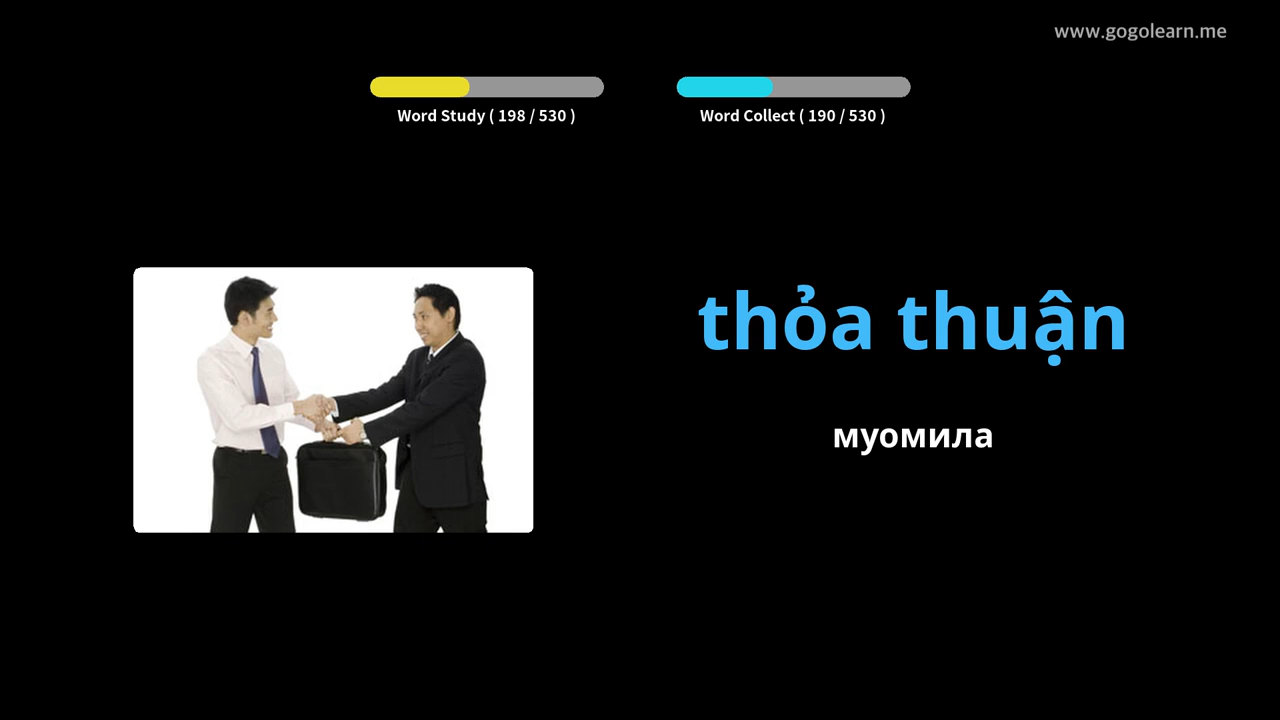 www.gogolearn.me
Word Study ( 198 / 530 )
Word Collect ( 190 / 530 )
thỏa thuận
муомила